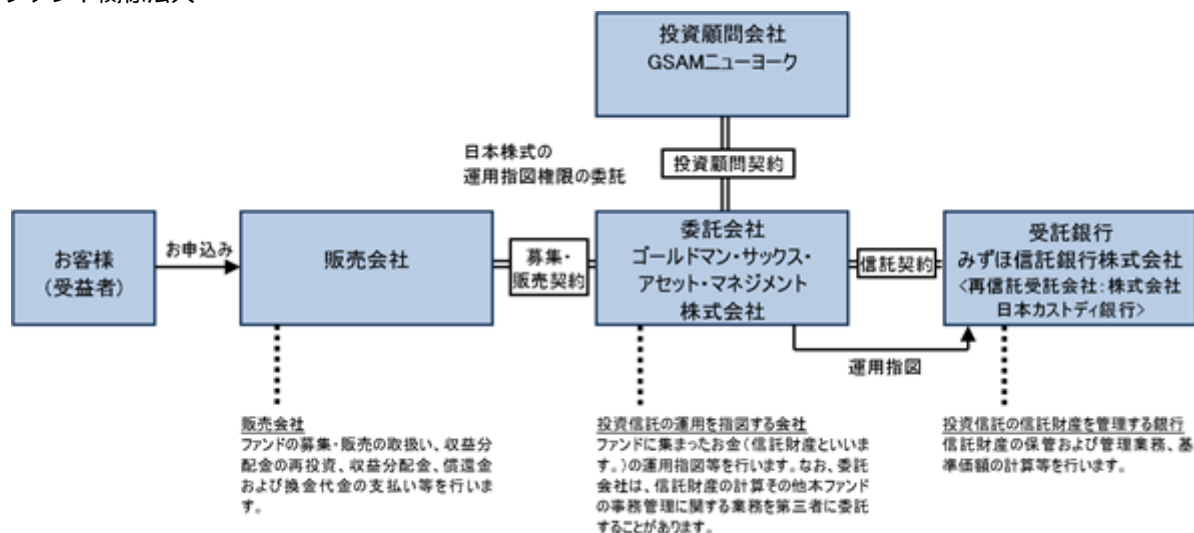 投資顧問会社
GSAMニューヨーク
日本株式の
運用指図権限の委託
投資顧問契約
お客様
(受益者)
お申込み
販売会社
募集・
販売契約
委託会社
ゴールドマン・サックス・
アセット・マネジメント
株式会社
信託契約
受託銀行
みずほ信託銀行株式会社
<再信託受託会社:株式会社
日本カストディ銀行>
運用指図
販売会社
ファンドの募集・販売の取扱い、収益分
配金の再投資、収益分配金、償還金
および換金代金の支払い等を行いま
す。
投資信託の運用を指図する会社
ファンドに集まったお金(信託財産といいま
す。)の運用指図等を行います。なお、委託
会社は、信託財産の計算その他本ファンド
の事務管理に関する業務を第三者に委託
することがあります。
投資信託の信託財産を管理する銀行
信託財産の保管および管理業務、基
準価額の計算等を行います。